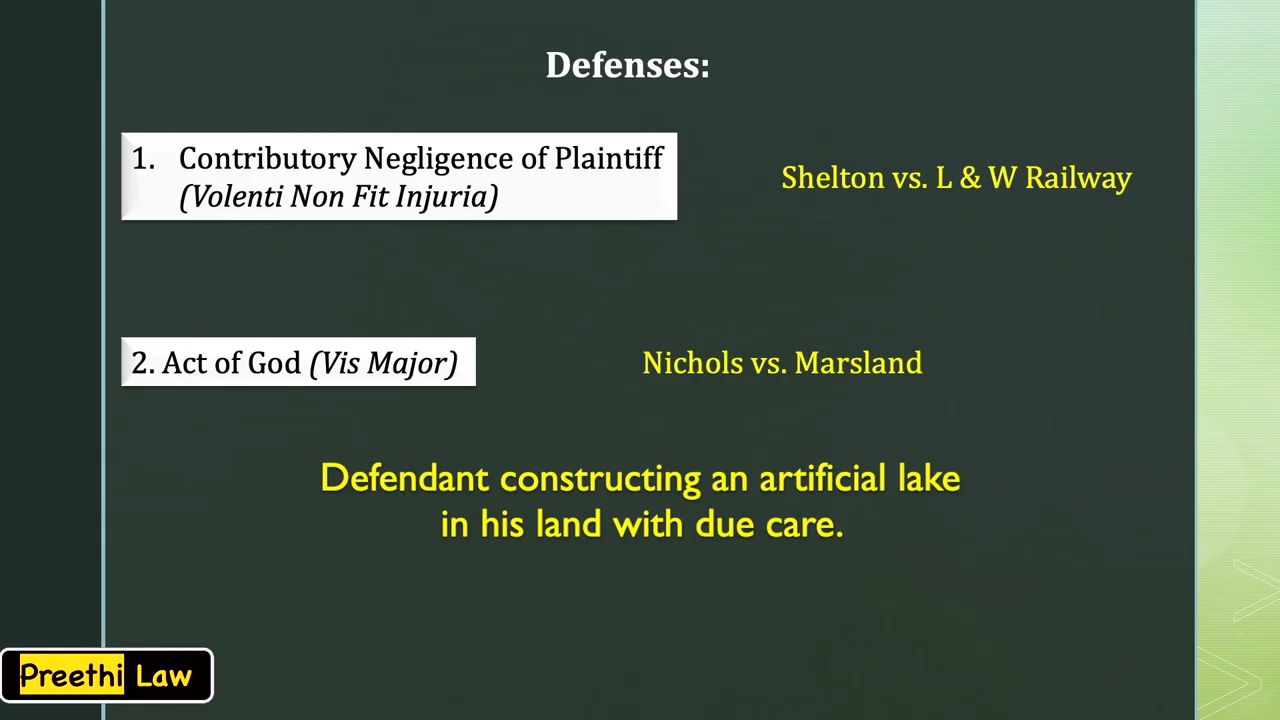 Defenses:
1. Contributory Negligence of Plaintiff
(Volenti Non Fit Injuria)
Shelton vs. L & W Railway
2. Act of God (Vis Major)
Nichols vs. Marsland
Defendant constructing an artificial lake
in his land with due care.
Preethi Law